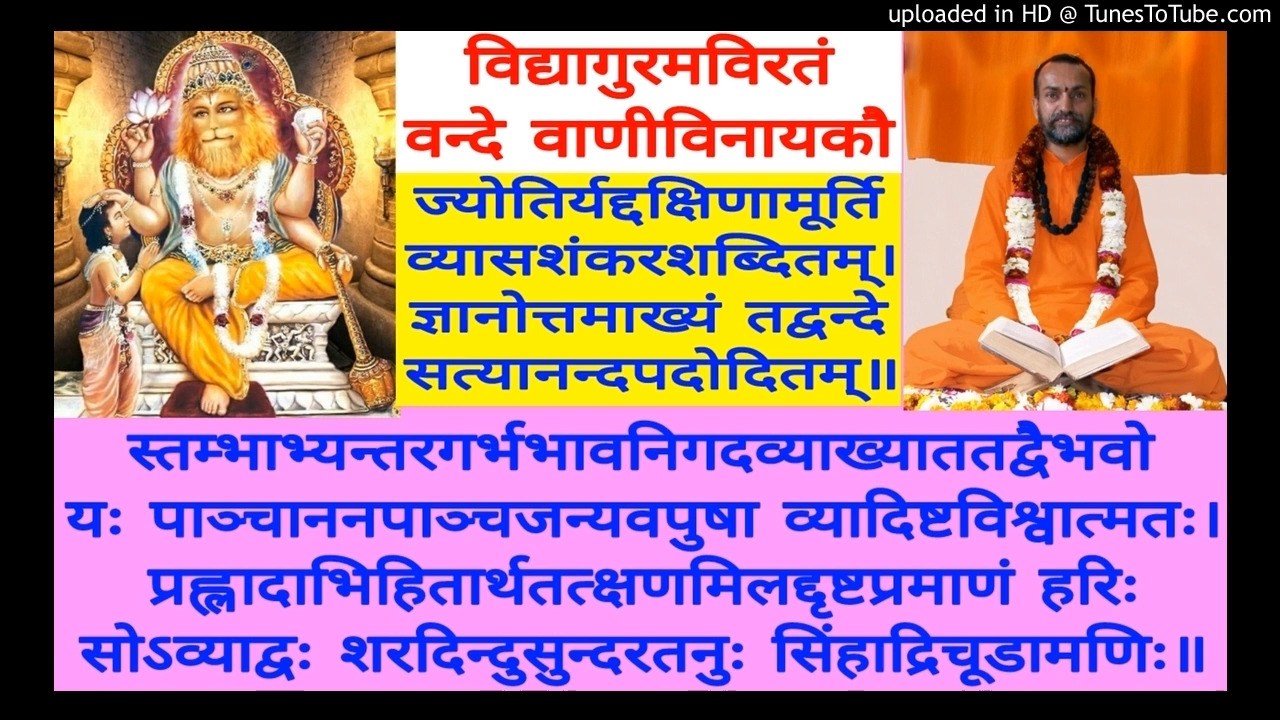 uploaded in HD @ TunesToTube.com
विद्यागुरमविरतं
वन्दे वाणीविनायकौ
ज्योतिर्यद्दक्षिणामूर्ति
व्यासशंकरशब्दितम्।
ज्ञानोत्तमाख्यं तद्वन्दे
सत्यानन्दपदोदितम्॥
स्तम्भाभ्यन्तरगर्भभावनिगदव्याख्याततद्वैभवो
यः पाञ्चाननपाञ्चजन्यवपुषा व्यादिष्टविश्वात्मतः।
प्रह्लादाभिहितार्थतत्क्षणमिलद्दृष्टप्रमाणं हरिः
सोऽव्याद्वः शरदिन्दुसुन्दरतनुः सिंहाद्रिचूडामणिः॥